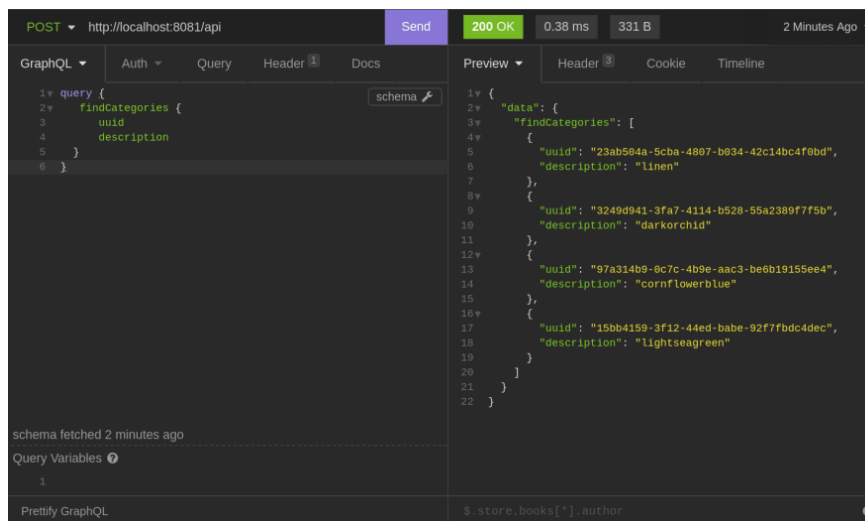 POST http://localhost:8081/api Send 200 OK 0.38 ms 331 B 2 Minutes Ago
GraphQL Auth Query Header 1 Docs
Preview Header 3 Cookie Timeline
schema
1 query {
2 findCategories {
3 uuid
4 description
5 }
6 }
schema fetched 2 minutes ago
Query Variables ?
1
Prettify GraphQL
1 {
2 "data": {
3 "findCategories": [
4 {
5 "uuid": "23ab504a-5cba-4807-b034-42c14bc4f0bd",
6 "description": "linen"
7 },
8 {
9 "uuid": "3249d941-3fa7-4114-b528-55a2389f7f5b",
10 "description": "darkorchid"
11 },
12 {
13 "uuid": "97a314b9-0c7c-4b9e-aac3-be6b19155ee4",
14 "description": "cornflowerblue"
15 },
16 {
17 "uuid": "15bb4159-3f12-44ed-babe-92f7fbdc4dec",
18 "description": "lightseagreen"
19 }
20 ]
21 }
22 }
$.store.books[*].author